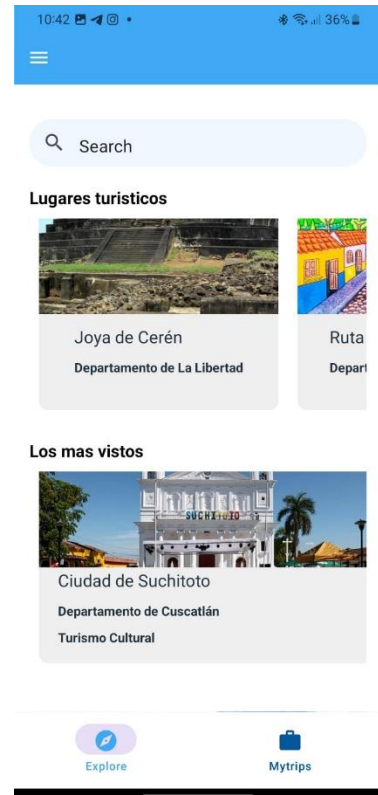 10:42
36%
Search
Lugares turisticos
Joya de Cerén
Departamento de La Libertad
Ruta
Depart
Los mas vistos
SUCHITOTO
Ciudad de Suchitoto
Departamento de Cuscatlán
Turismo Cultural
Explore
Mytrips